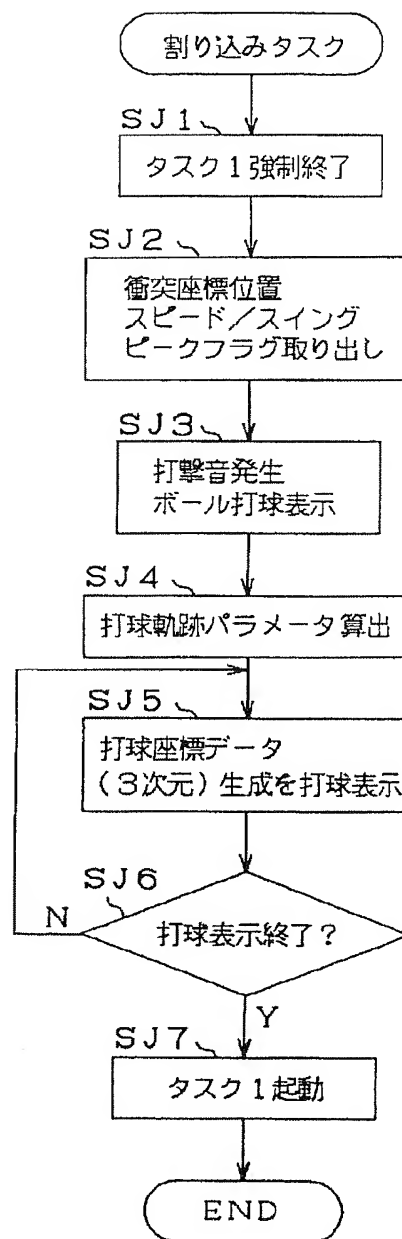 割り込みタスク
SJ1
タスク1強制終了
SJ2
衝突座標位置
スピード/スイング
ピークフラグ取り出し
SJ3
打撃音発生
ボール打球表示
SJ4
打球軌跡パラメータ算出
SJ5
打球座標データ
(3次元)生成を打球表示
SJ6
N
打球表示終了?
Y
SJ7
タスク1起動
END